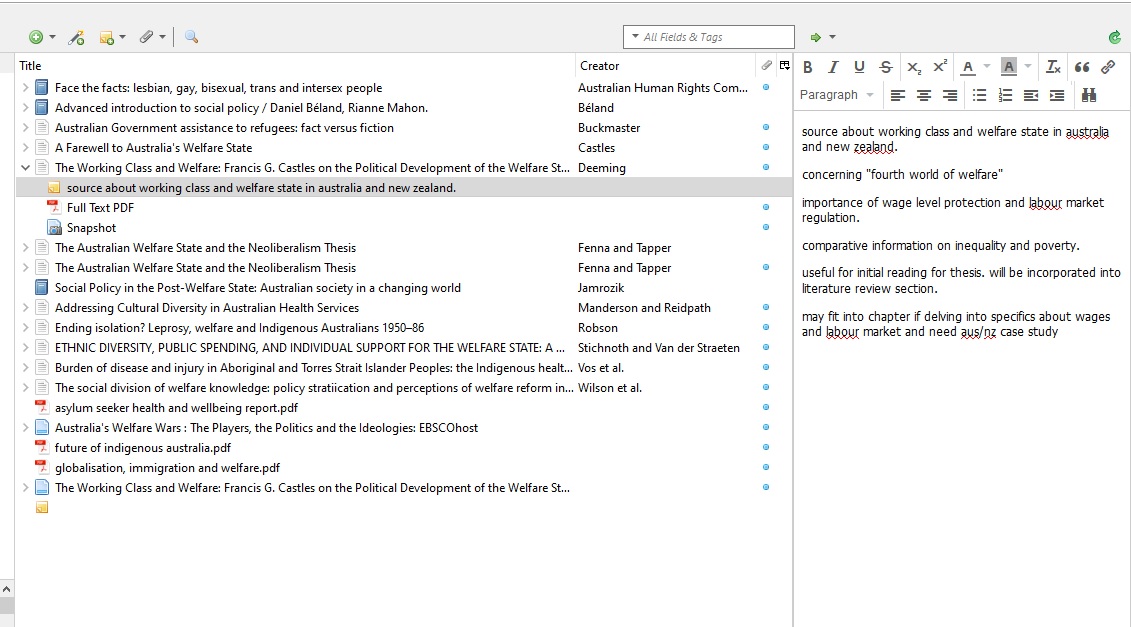 All Fields & Tags
Title Creator
Face the facts: lesbian, gay, bisexual, trans and intersex people Australian Human Rights Com...
Advanced introduction to social policy / Daniel Béland, Rianne Mahon. Béland
Australian Government assistance to refugees: fact versus fiction Buckmaster
A Farewell to Australia's Welfare State Castles
The Working Class and Welfare: Francis G. Castles on the Political Development of the Welfare St... Deeming
source about working class and welfare state in australia and new zealand.
Full Text PDF
Snapshot
The Australian Welfare State and the Neoliberalism Thesis Fenna and Tapper
The Australian Welfare State and the Neoliberalism Thesis Fenna and Tapper
Social Policy in the Post-Welfare State: Australian society in a changing world Jamrozik
Addressing Cultural Diversity in Australian Health Services Manderson and Reidpath
Ending isolation? Leprosy, welfare and Indigenous Australians 1950–86 Robson
ETHNIC DIVERSITY, PUBLIC SPENDING, AND INDIVIDUAL SUPPORT FOR THE WELFARE STATE: A ... Stichnoth and Van der Straeten
Burden of disease and injury in Aboriginal and Torres Strait Islander Peoples: the Indigenous healt... Vos et al.
The social division of welfare knowledge: policy stratiication and perceptions of welfare reform in... Wilson et al.
asylum seeker health and wellbeing report.pdf
Australia's Welfare Wars : The Players, the Politics and the Ideologies: EBSCOhost
future of indigenous australia.pdf
globalisation, immigration and welfare.pdf
The Working Class and Welfare: Francis G. Castles on the Political Development of the Welfare St...
B I U S X₂ X² A A Tx
Paragraph
source about working class and welfare state in australia
and new zealand.
concerning "fourth world of welfare"
importance of wage level protection and labour market
regulation.
comparative information on inequality and poverty.
useful for initial reading for thesis. will be incorporated into
literature review section.
may fit into chapter if delving into specifics about wages
and labour market and need aus/nz case study